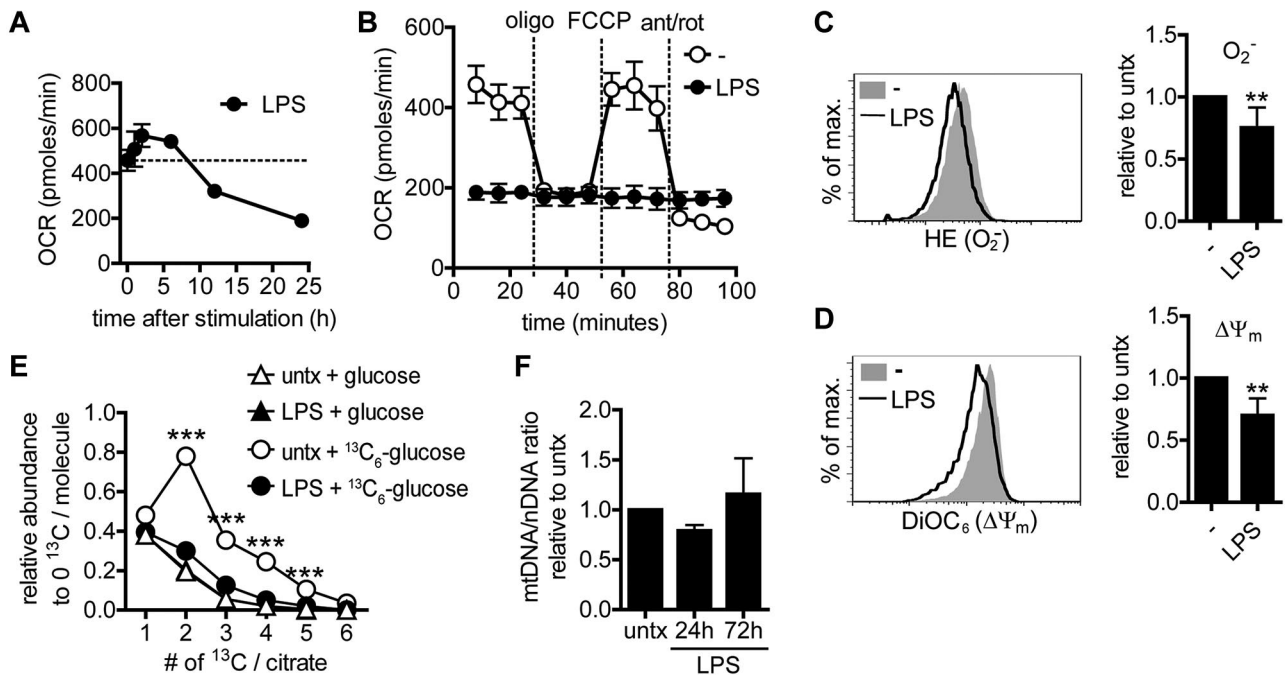 A
OCR (pmoles/min)
800
600
400
200
0
LPS
0 5 10 15 20 25
time after stimulation (h)
B
oligo FCCP ant/rot
OCR (pmoles/min)
600
400
200
0
-
LPS
0 20 40 60 80 100
time (minutes)
C
% of max.
-
LPS
HE (O₂⁻)
relative to untx
O₂⁻
1.5
1.0
0.5
0.0
**
- LPS
D
% of max.
-
LPS
DiOC₆ (ΔΨₘ)
relative to untx
ΔΨₘ
1.5
1.0
0.5
0.0
**
- LPS
E
untx + glucose
LPS + glucose
untx + ¹³C₆-glucose
LPS + ¹³C₆-glucose
relative abundance
to 0 ¹³C / molecule
1.0
0.8
0.6
0.4
0.2
0.0
***
***
***
***
1 2 3 4 5 6
# of ¹³C / citrate
F
mtDNA/nDNA ratio
relative to untx
2.0
1.5
1.0
0.5
0.0
untx 24h 72h
LPS